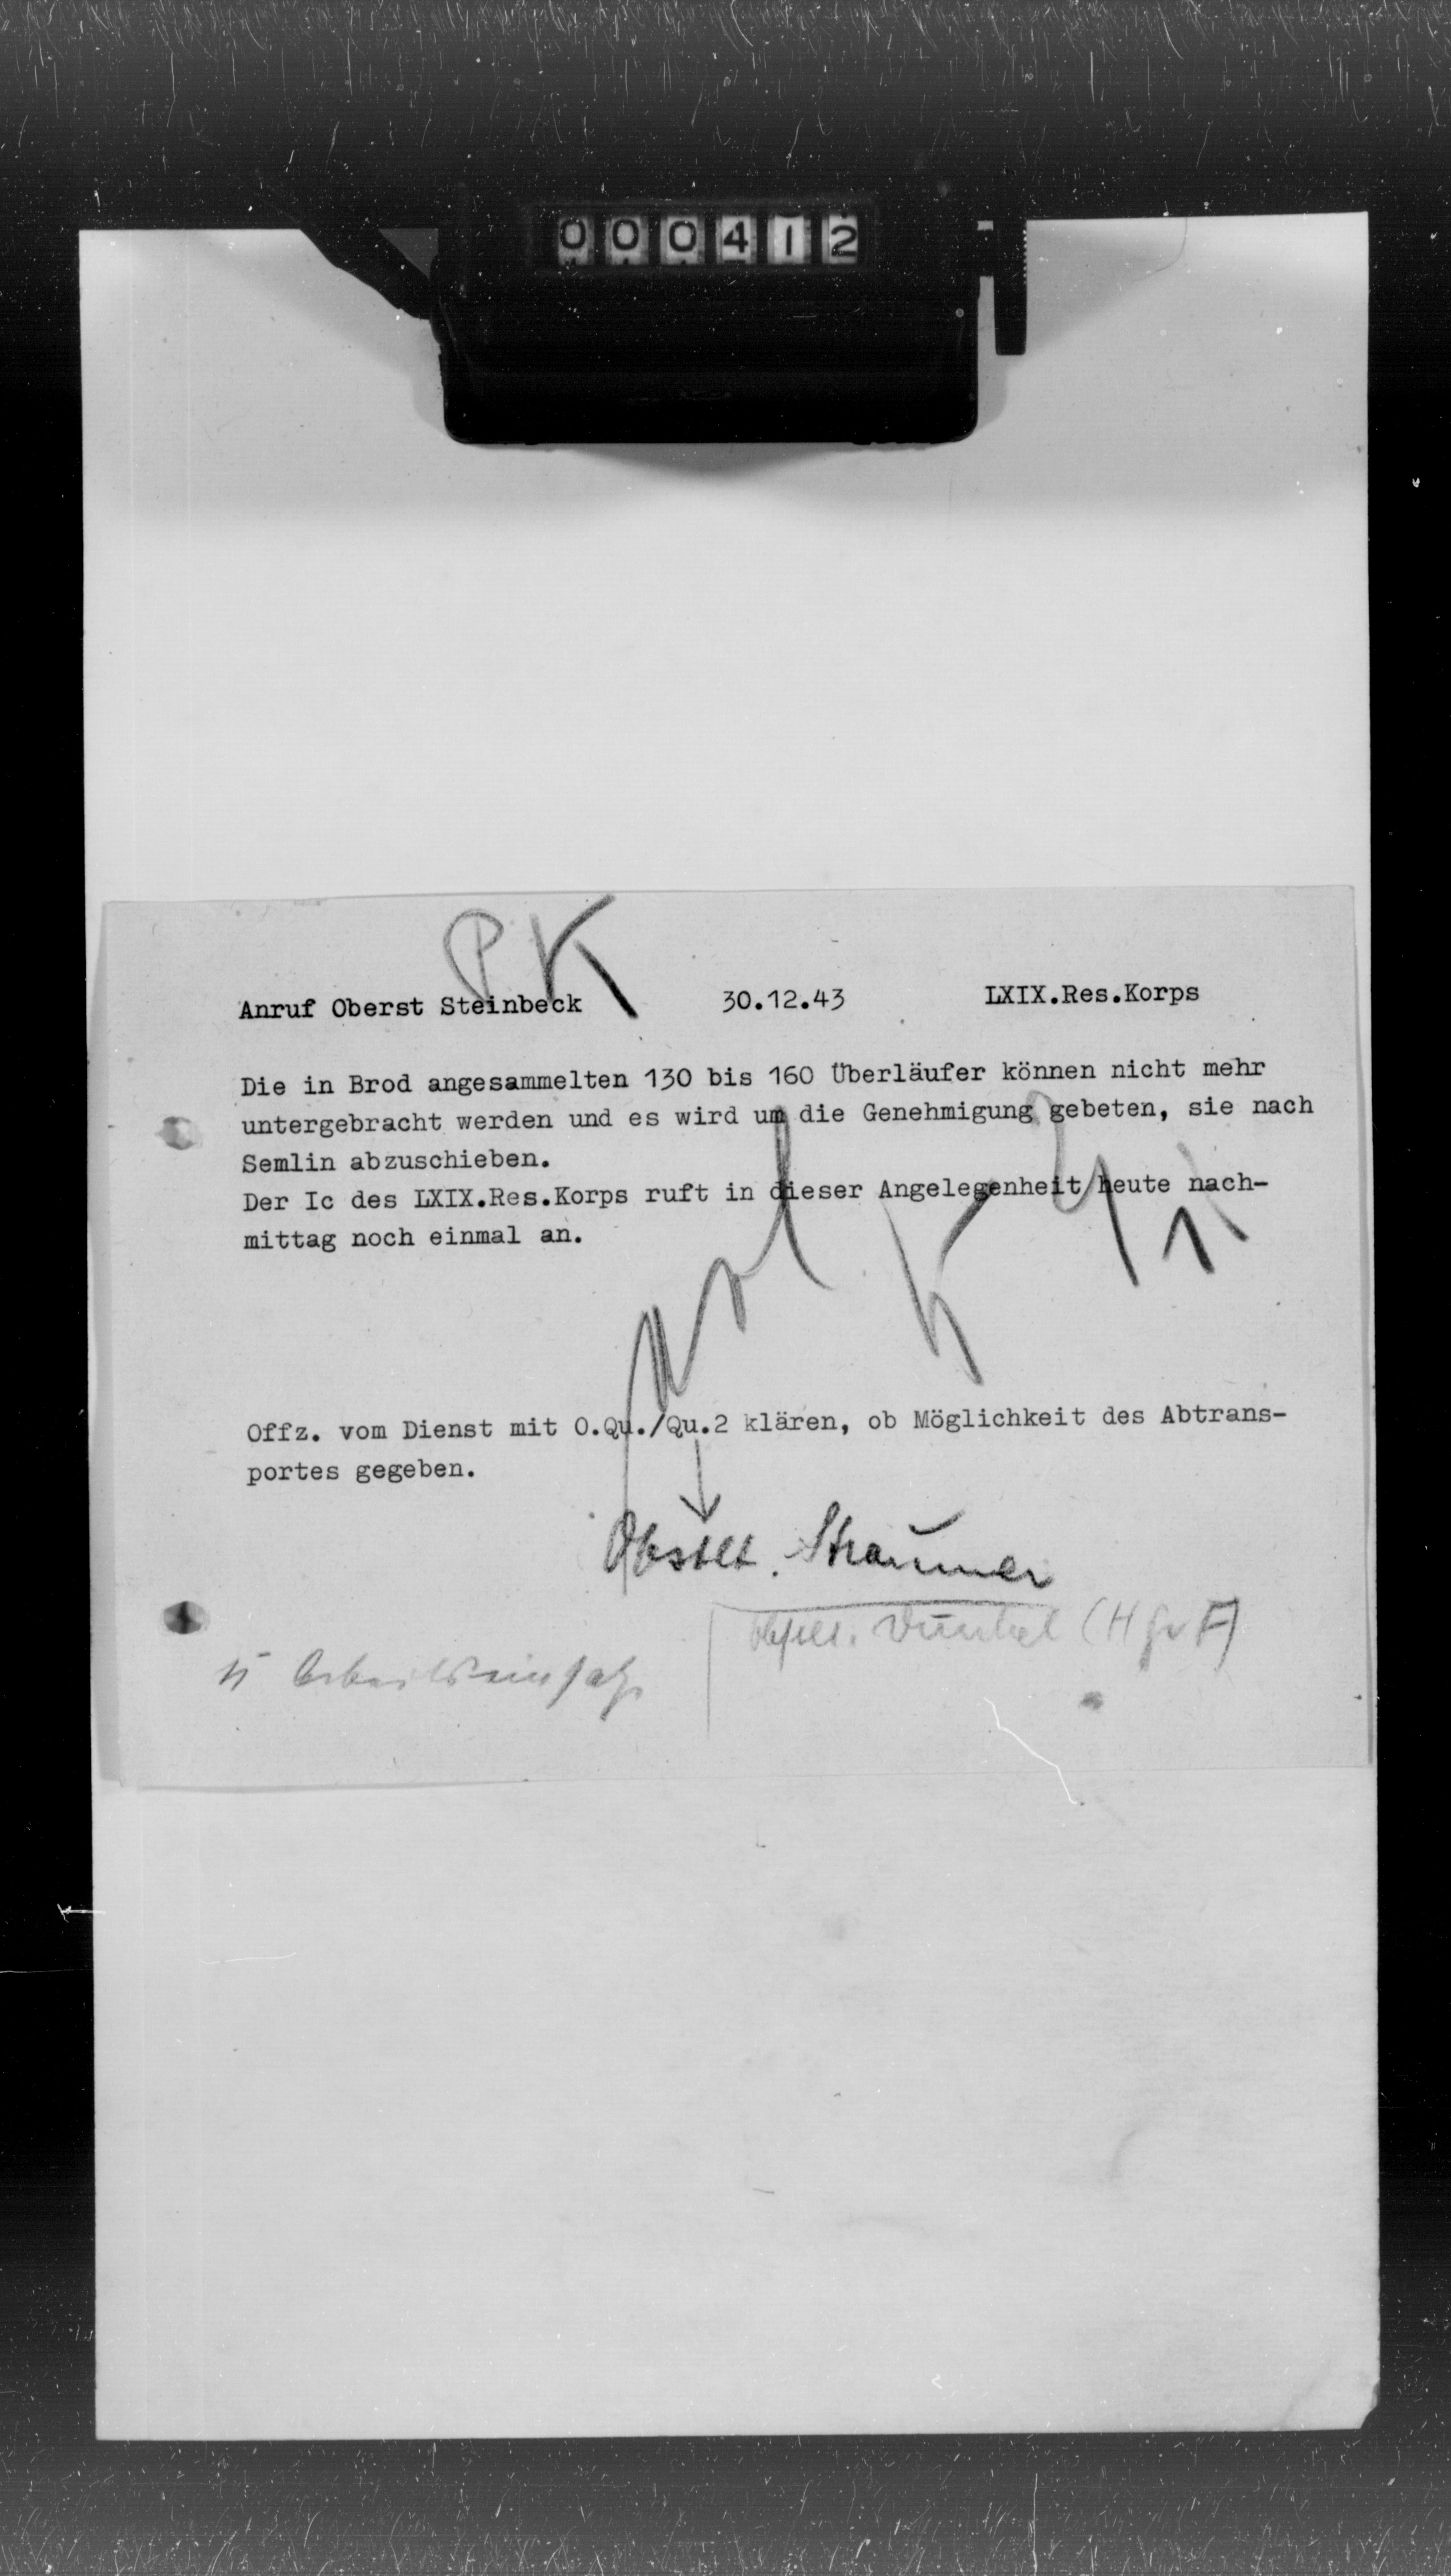 000412
PK
Anruf Oberst Steinbeck 30.12.43 LXIX.Res.Korps
Die in Brod angesammelten 130 bis 160 Überläufer können nicht mehr
untergebracht werden und es wird um die Genehmigung gebeten, sie nach
Semlin abzuschieben.
Der Ic des LXIX.Res.Korps ruft in dieser Angelegenheit heute nach-
mittag noch einmal an.
Offz. vom Dienst mit O.Qu./Qu.2 klären, ob Möglichkeit des Abtrans-
portes gegeben.
Obstlt. Straumer
Arbeitseinsatz